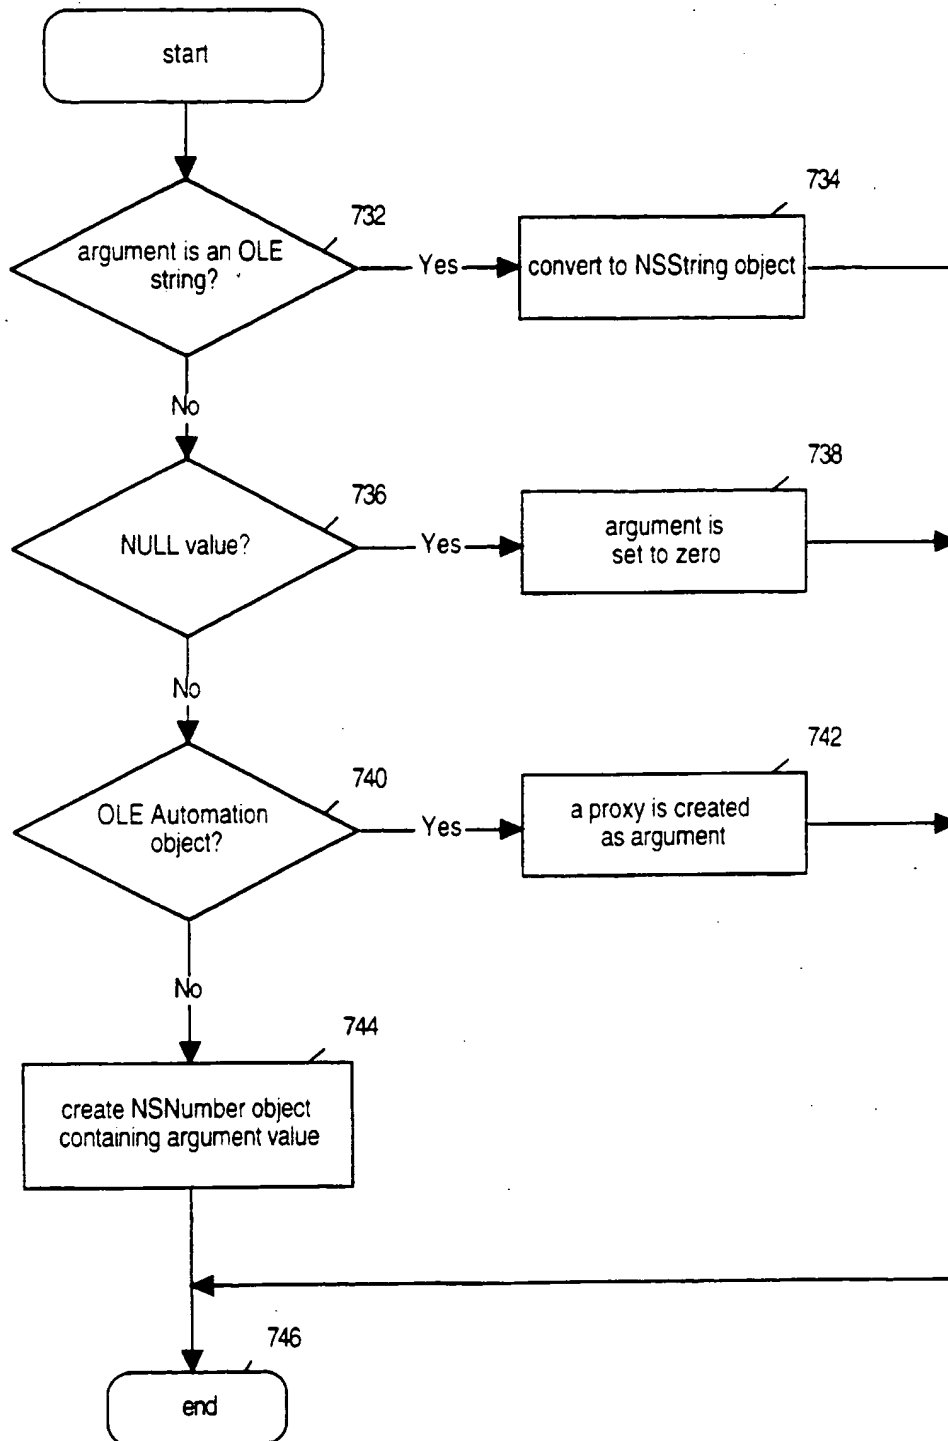 start
732
argument is an OLE
string?
Yes
734
convert to NSString object
No
736
NULL value?
Yes
738
argument is
set to zero
No
740
OLE Automation
object?
Yes
742
a proxy is created
as argument
No
744
create NSNumber object
containing argument value
746
end